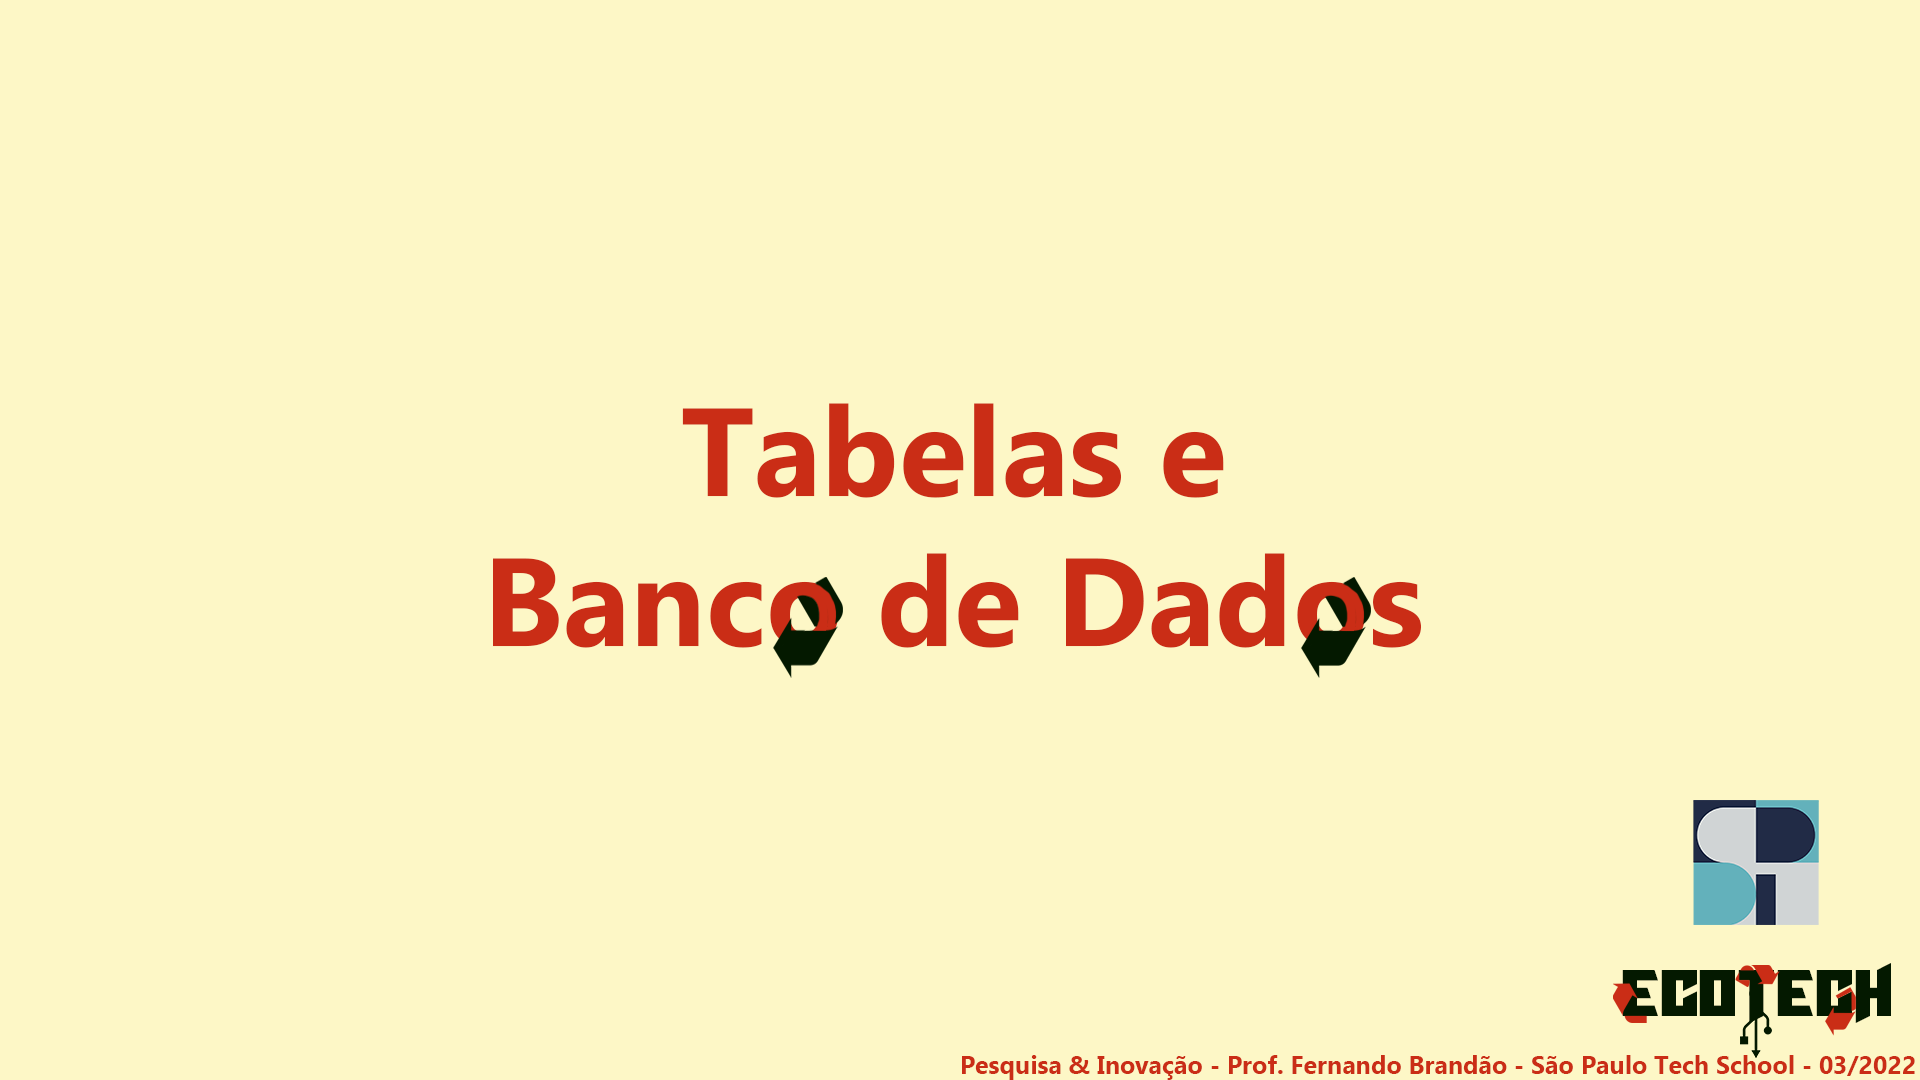 Tabelas e
Banco de Dados
ECOTECH
Pesquisa & Inovação - Prof. Fernando Brandão - São Paulo Tech School - 03/2022